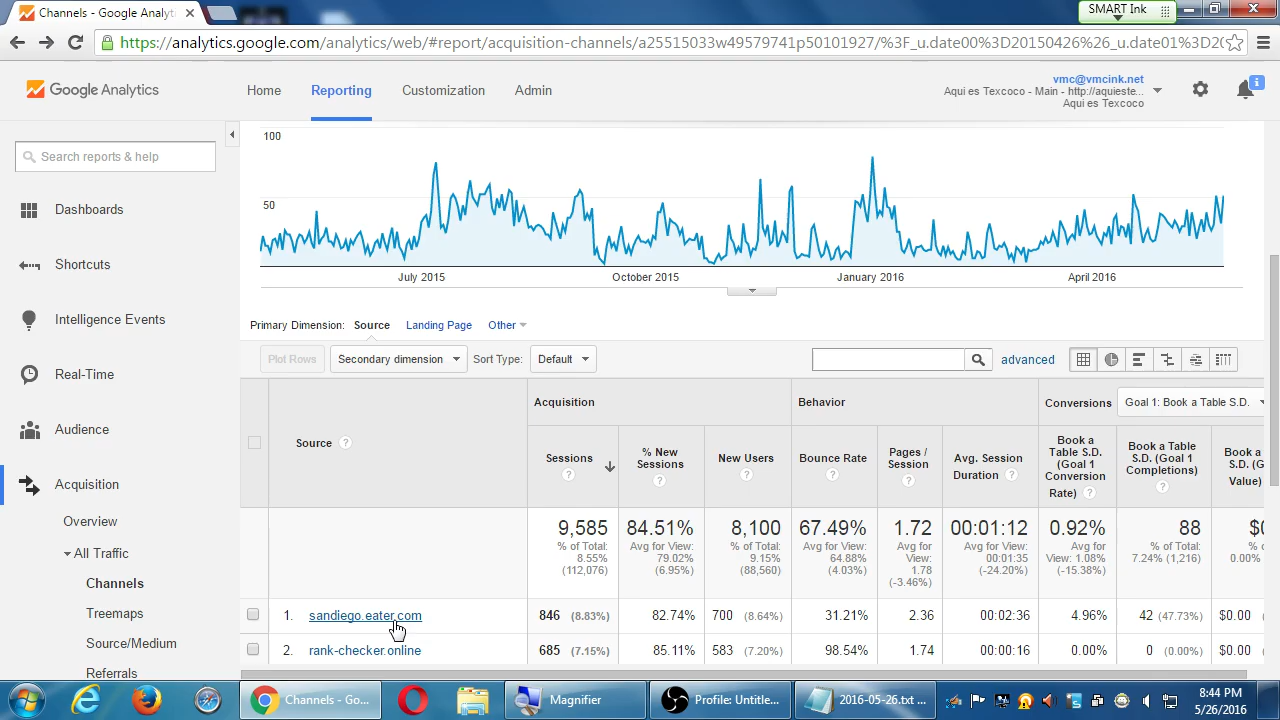 Channels - Google Analyti
SMART Ink
https://analytics.google.com/analytics/web/#report/acquisition-channels/a25515033w49579741p50101927/%3F_u.date00%3D20150426%26_u.date01%3D20
Google Analytics
Home
Reporting
Customization
Admin
vmc@vmcink.net
Aqui es Texcoco - Main - http://aquieste...
Aqui es Texcoco
i
Search reports & help
Dashboards
Shortcuts
Intelligence Events
Real-Time
Audience
Acquisition
Overview
All Traffic
Channels
Treemaps
Source/Medium
Referrals
100
50
July 2015
October 2015
January 2016
April 2016
Primary Dimension: Source Landing Page Other
Plot Rows
Secondary dimension
Sort Type: Default
advanced
Source ?
Acquisition
Behavior
Conversions
Goal 1: Book a Table S.D.
Sessions ?
% New Sessions ?
New Users ?
Bounce Rate ?
Pages / Session ?
Avg. Session Duration ?
Book a Table S.D. (Goal 1 Conversion Rate) ?
Book a Table S.D. (Goal 1 Completions) ?
Book a Table S.D. (G Value)
9,585
% of Total: 8.55% (112,076)
84.51%
Avg for View: 79.02% (6.95%)
8,100
% of Total: 9.15% (88,560)
67.49%
Avg for View: 64.88% (4.03%)
1.72
Avg for View: 1.78 (-3.46%)
00:01:12
Avg for View: 00:01:35 (-24.20%)
0.92%
Avg for View: 1.08% (-15.38%)
88
% of Total: 7.24% (1,216)
$0
% of 0.00%
1. sandiego.eater.com 846 (8.83%) 82.74% 700 (8.64%) 31.21% 2.36 00:02:36 4.96% 42 (47.73%) $0.00
2. rank-checker.online 685 (7.15%) 85.11% 583 (7.20%) 98.54% 1.74 00:00:16 0.00% 0 (0.00%) $0.00
Channels - Go...
Magnifier
Profile: Untitle...
2016-05-26.txt ...
8:44 PM
5/26/2016